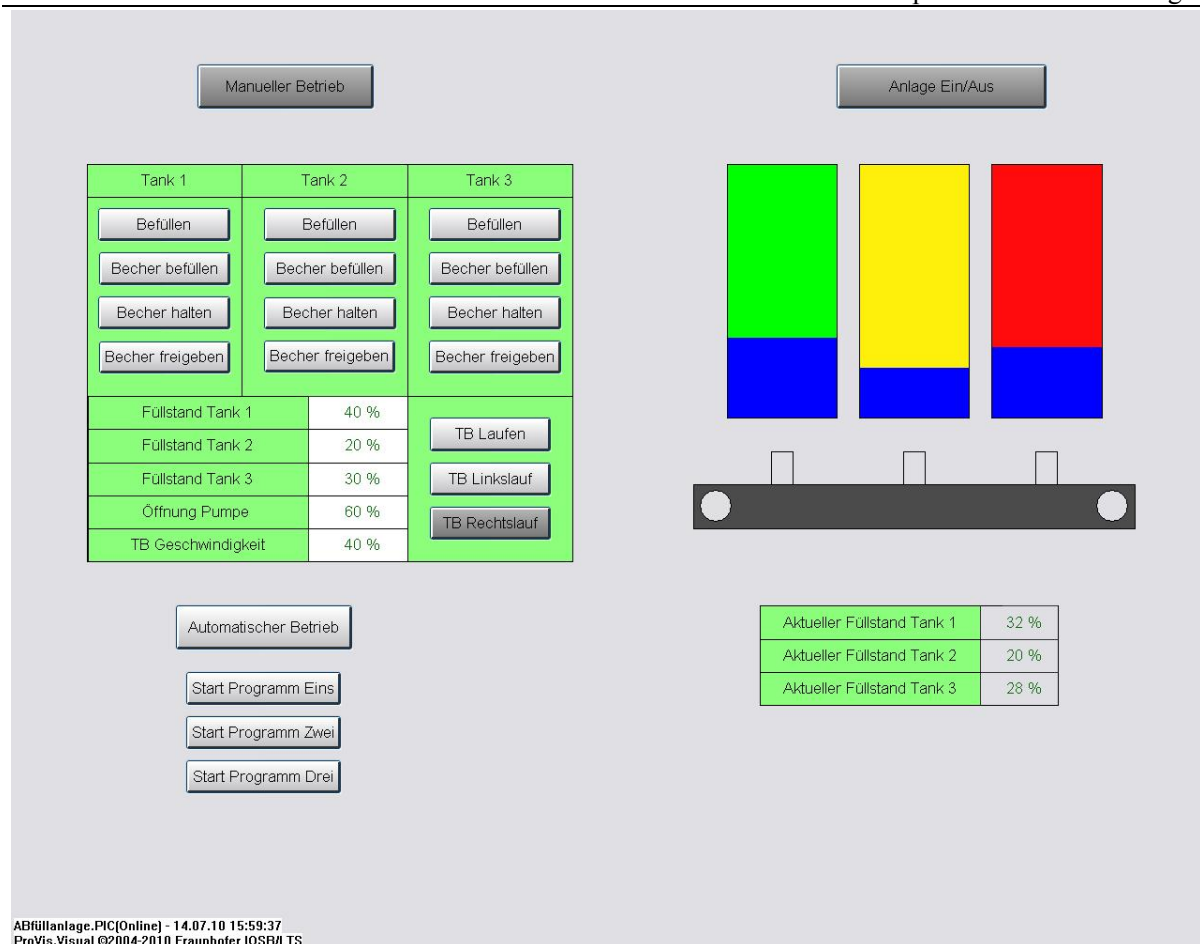 Manueller Betrieb
Anlage Ein/Aus
Tank 1 Tank 2 Tank 3
Befüllen Befüllen Befüllen
Becher befüllen Becher befüllen Becher befüllen
Becher halten Becher halten Becher halten
Becher freigeben Becher freigeben Becher freigeben
Füllstand Tank 1 40 %
Füllstand Tank 2 20 %
Füllstand Tank 3 30 %
Öffnung Pumpe 60 %
TB Geschwindigkeit 40 %
TB Laufen
TB Linkslauf
TB Rechtslauf
Automatischer Betrieb
Start Programm Eins
Start Programm Zwei
Start Programm Drei
Aktueller Füllstand Tank 1 32 %
Aktueller Füllstand Tank 2 20 %
Aktueller Füllstand Tank 3 28 %
ABfüllanlage.PIC(Online) - 14.07.10 15:59:37
ProVis.Visual ©2004-2010 Fraunhofer IOSB/LTS